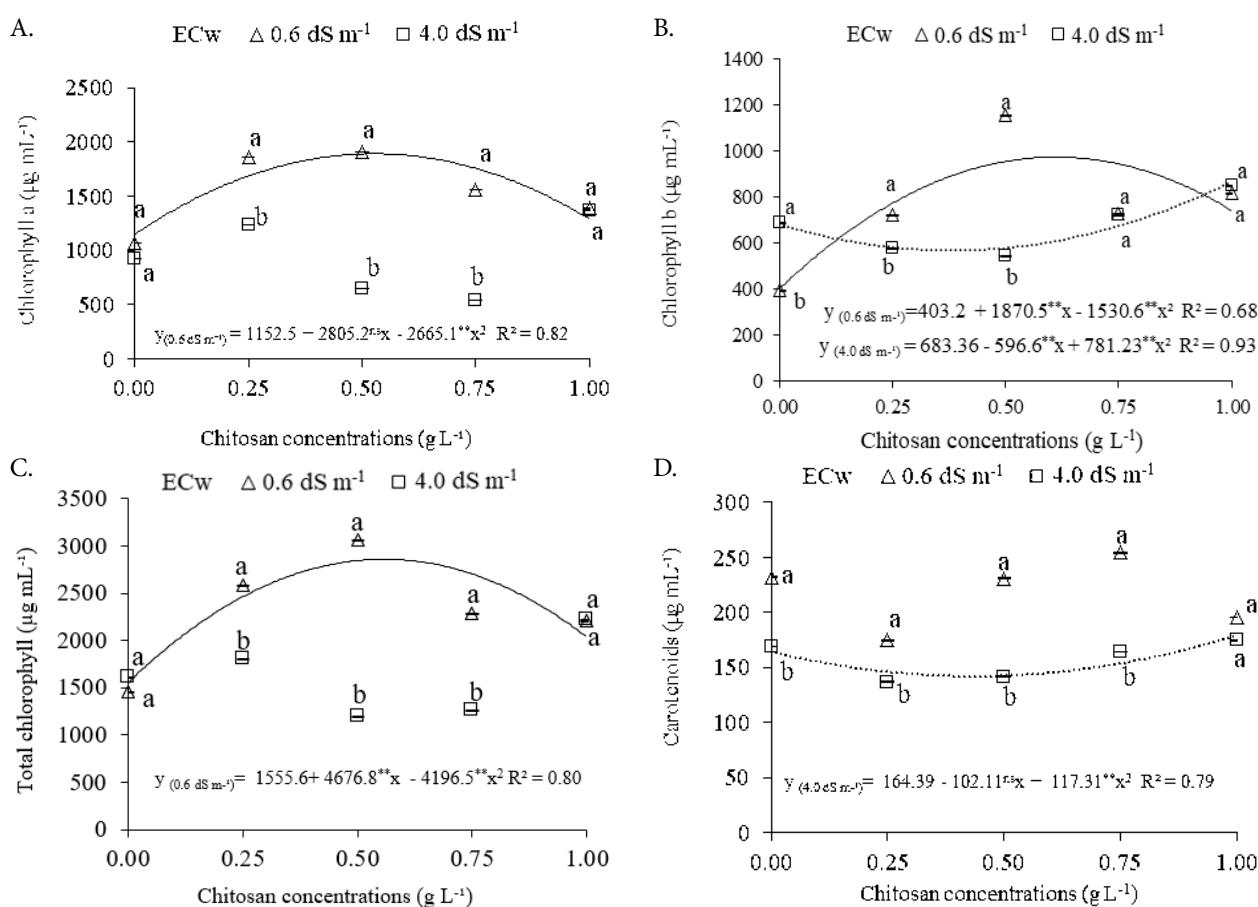 A.
ECw △ 0.6 dS m⁻¹ □ 4.0 dS m⁻¹
Chlorophyll a (µg mL⁻¹)
2500
2000
1500
1000
500
0
a
a
a
a
a
a
b
b
b
a
y (0.6 dS m⁻¹) = 1152.5 − 2805.2ⁿˢx - 2665.1**x² R² = 0.82
0.00 0.25 0.50 0.75 1.00
Chitosan concentrations (g L⁻¹)
B.
ECw △ 0.6 dS m⁻¹ □ 4.0 dS m⁻¹
Chlorophyll b (µg mL⁻¹)
1400
1200
1000
800
600
400
200
0
a
a
a
a
a
b
b
b
a
a
y (0.6 dS m⁻¹)=403.2 + 1870.5**x - 1530.6**x² R² = 0.68
y (4.0 dS m⁻¹) = 683.36 - 596.6**x + 781.23**x² R² = 0.93
0.00 0.25 0.50 0.75 1.00
Chitosan concentrations (g L⁻¹)
C.
ECw △ 0.6 dS m⁻¹ □ 4.0 dS m⁻¹
Total chlorophyll (µg mL⁻¹)
3500
3000
2500
2000
1500
1000
500
0
a
a
a
a
a
a
b
b
b
a
y (0.6 dS m⁻¹)= 1555.6+ 4676.8**x - 4196.5**x² R² = 0.80
0.00 0.25 0.50 0.75 1.00
Chitosan concentrations (g L⁻¹)
D.
ECw △ 0.6 dS m⁻¹ □ 4.0 dS m⁻¹
Carotenoids (µg mL⁻¹)
300
250
200
150
100
50
0
a
a
a
a
a
b
b
b
b
a
y (4.0 dS m⁻¹)= 164.39 - 102.11ⁿˢx − 117.31**x² R² = 0.79
0.00 0.25 0.50 0.75 1.00
Chitosan concentrations (g L⁻¹)